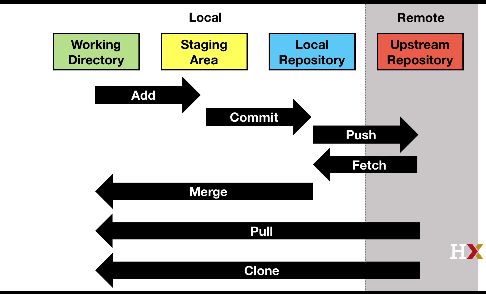 Local
Remote
Working
Directory
Staging
Area
Local
Repository
Upstream
Repository
Add
Commit
Push
Fetch
Merge
Pull
Clone
HX